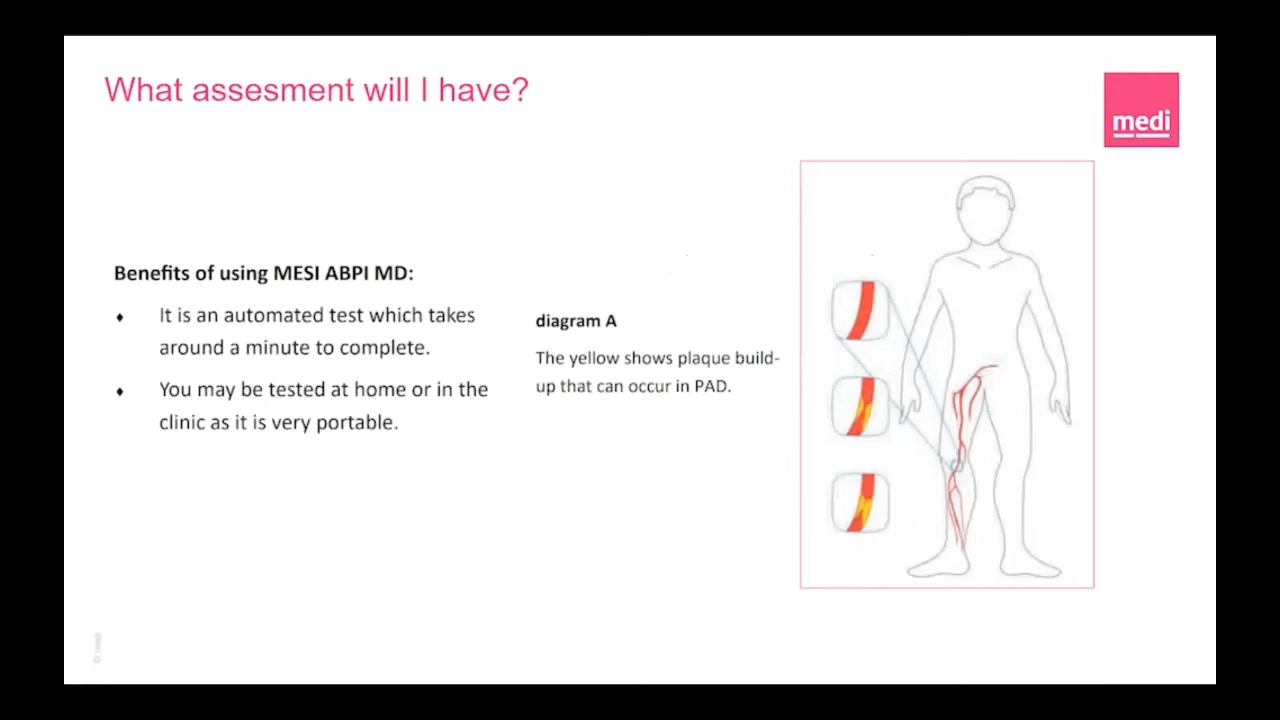 What assesment will I have?
medi
Benefits of using MESI ABPI MD:
♦ It is an automated test which takes
around a minute to complete.
♦ You may be tested at home or in the
clinic as it is very portable.
diagram A
The yellow shows plaque build-
up that can occur in PAD.
© medi